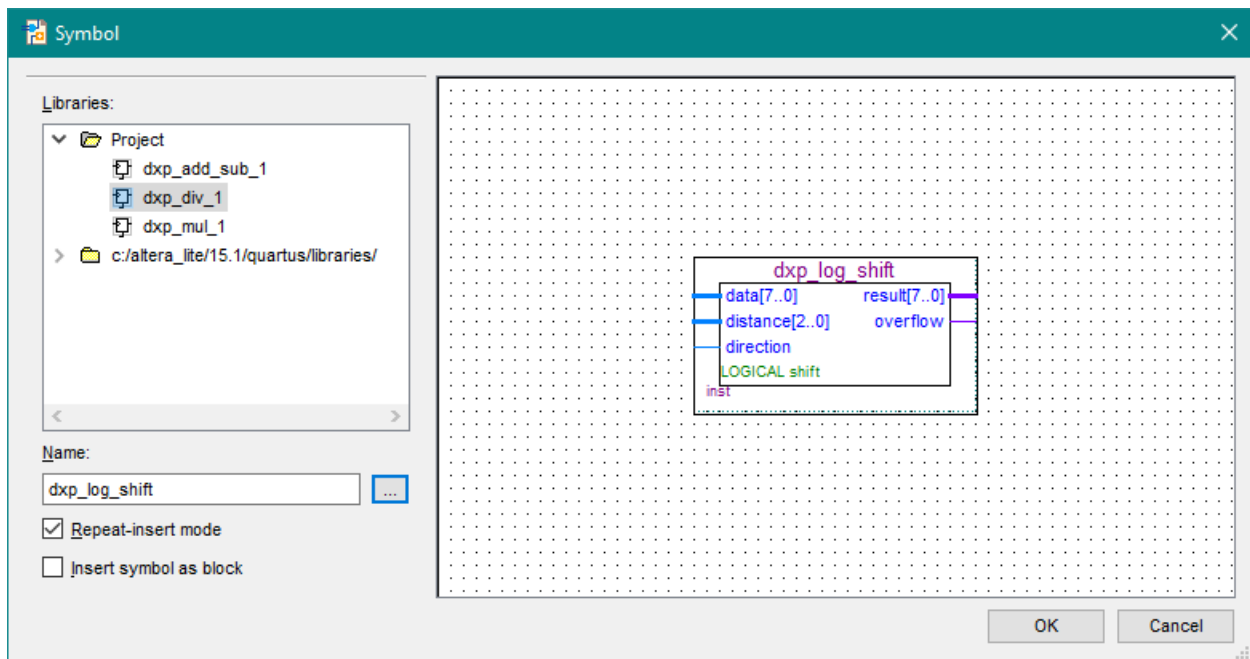 Symbol
Libraries:
Project
dxp_add_sub_1
dxp_div_1
dxp_mul_1
c:/altera_lite/15.1/quartus/libraries/
Name:
dxp_log_shift
...
Repeat-insert mode
Insert symbol as block
dxp_log_shift
data[7..0] result[7..0]
distance[2..0] overflow
direction
LOGICAL shift
inst
OK Cancel